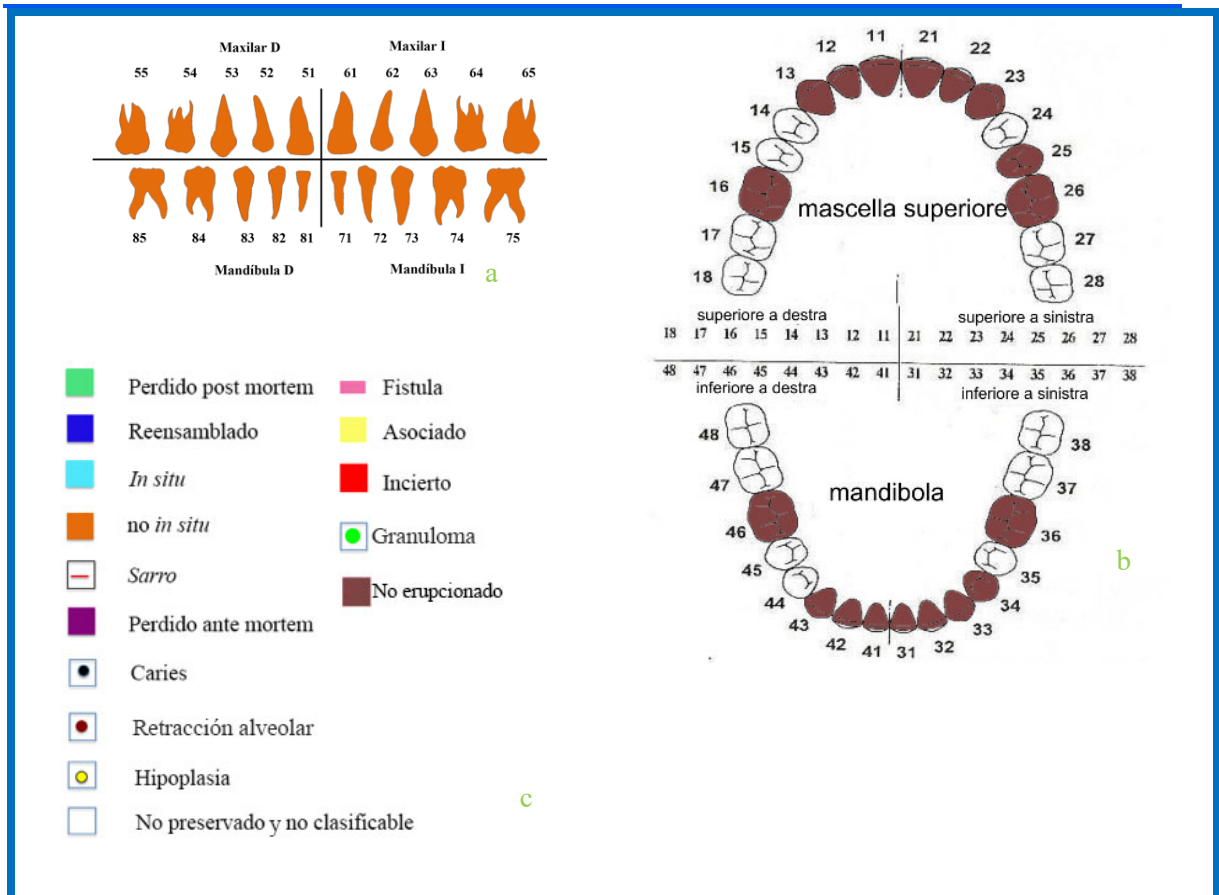 Maxilar D Maxilar I
55 54 53 52 51 61 62 63 64 65
85 84 83 82 81 71 72 73 74 75
Mandíbula D Mandíbula I
a
Perdido post mortem
Reensamblado
In situ
no in situ
Sarro
Perdido ante mortem
Caries
Retracción alveolar
Hipoplasia
No preservado y no clasificable
Fistula
Asociado
Incierto
Granuloma
No erupcionado
c
11 21
12 22
13 23
14 24
15 25
16 26
mascella superiore
17 27
18 28
superiore a destra superiore a sinistra
18 17 16 15 14 13 12 11 21 22 23 24 25 26 27 28
48 47 46 45 44 43 42 41 31 32 33 34 35 36 37 38
inferiore a destra inferiore a sinistra
48 38
47 37
mandibola
46 36
45 35
44 34
43 33
42 41 31 32
b